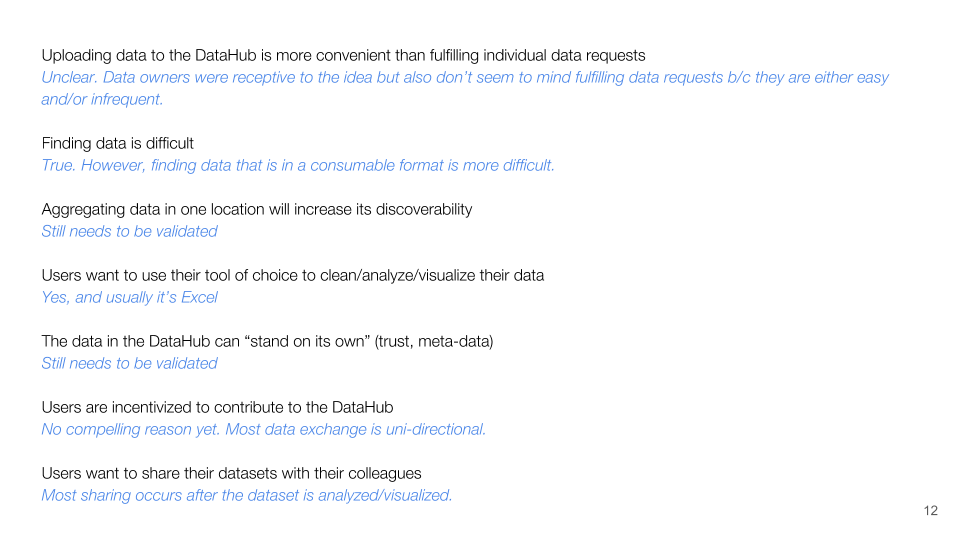 Uploading data to the DataHub is more convenient than fulfilling individual data requests
Unclear. Data owners were receptive to the idea but also don’t seem to mind fulfilling data requests b/c they are either easy
and/or infrequent.
Finding data is difficult
True. However, finding data that is in a consumable format is more difficult.
Aggregating data in one location will increase its discoverability
Still needs to be validated
Users want to use their tool of choice to clean/analyze/visualize their data
Yes, and usually it’s Excel
The data in the DataHub can “stand on its own” (trust, meta-data)
Still needs to be validated
Users are incentivized to contribute to the DataHub
No compelling reason yet. Most data exchange is uni-directional.
Users want to share their datasets with their colleagues
Most sharing occurs after the dataset is analyzed/visualized.
12